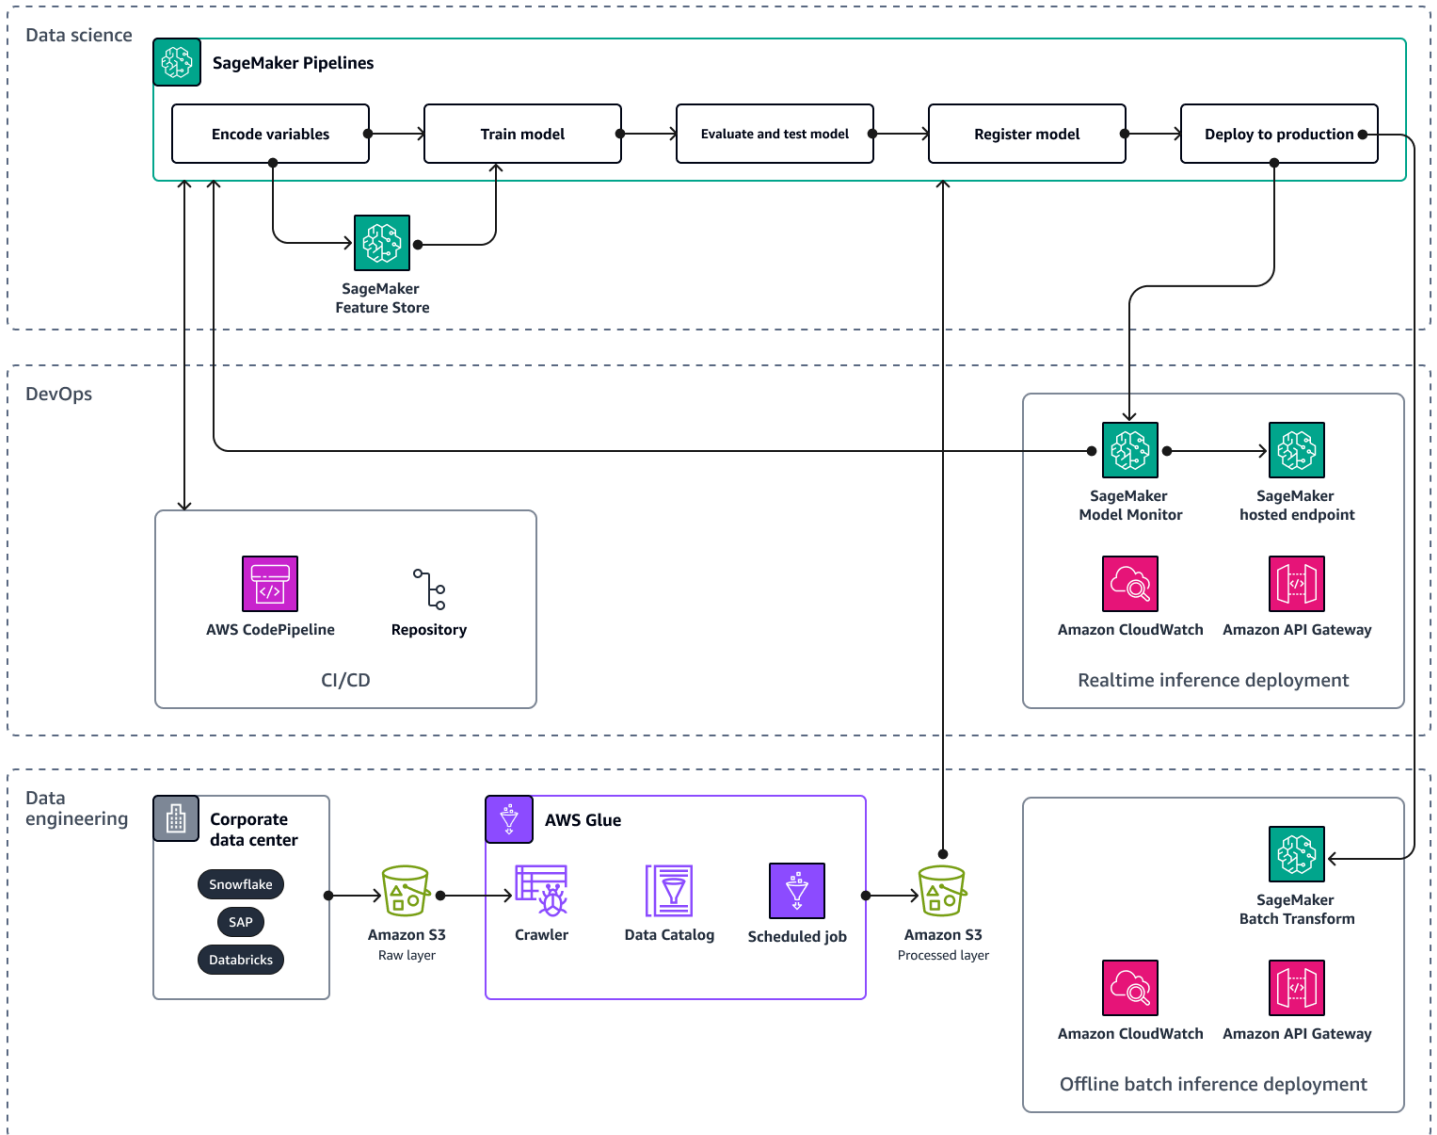 Data science
SageMaker Pipelines
Encode variables
Train model
Evaluate and test model
Register model
Deploy to production
SageMaker
Feature Store
DevOps
SageMaker
Model Monitor
SageMaker
hosted endpoint
AWS CodePipeline
Repository
CI/CD
Amazon CloudWatch
Amazon API Gateway
Realtime inference deployment
Data
engineering
Corporate
data center
Snowflake
SAP
Databricks
Amazon S3
Raw layer
AWS Glue
Crawler
Data Catalog
Scheduled job
Amazon S3
Processed layer
SageMaker
Batch Transform
Amazon CloudWatch
Amazon API Gateway
Offline batch inference deployment